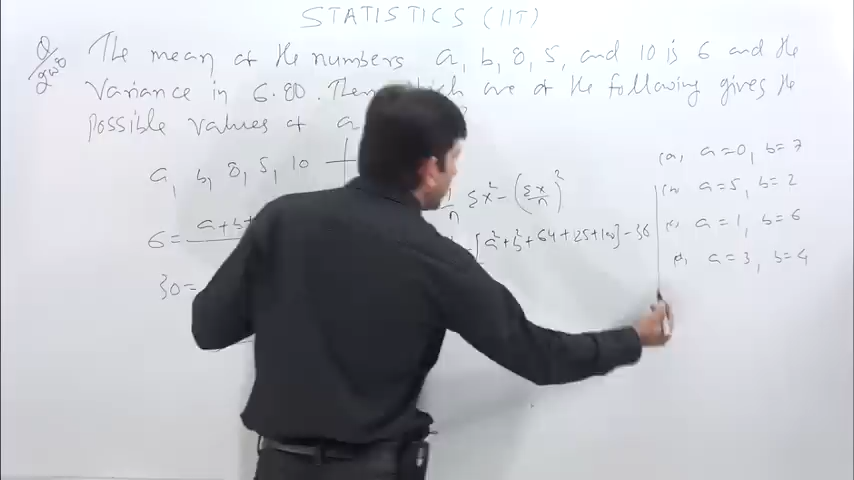 STATISTICS (IIT)
Q The mean of the numbers a, b, 8, 5, and 10 is 6 and the
variance is 6.80. Then which are of the following gives the
possible values of a
a, b, 8, 5, 10
6 = a+b+
30 =
1/n Σx² - (Σx/n)²
[a²+b²+64+25+100] - 36
(a), a=0, b=7
a=5, b=2
a=1, b=6
a=3, b=4